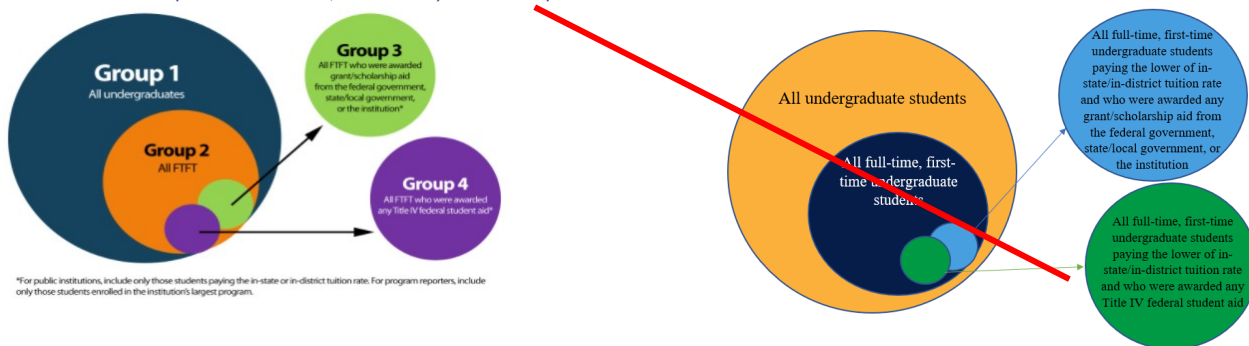 Group 1
All undergraduates
Group 2
All FTFT
Group 3
All FTFT who were awarded
grant/scholarship aid
from the federal government,
state/local government,
or the institution*
Group 4
All FTFT who were awarded
any Title IV federal student aid*
*For public institutions, include only those students paying the in-state or in-district tuition rate. For program reporters, include
only those students enrolled in the institution's largest program.
All undergraduate students
All full-time, first-
time undergraduate
students
All full-time, first-time
undergraduate students
paying the lower of in-
state/in-district tuition rate
and who were awarded any
grant/scholarship aid from
the federal government,
state/local government, or
the institution
All full-time, first-time
undergraduate students
paying the lower of in-
state/in-district tuition rate
and who were awarded any
Title IV federal student aid